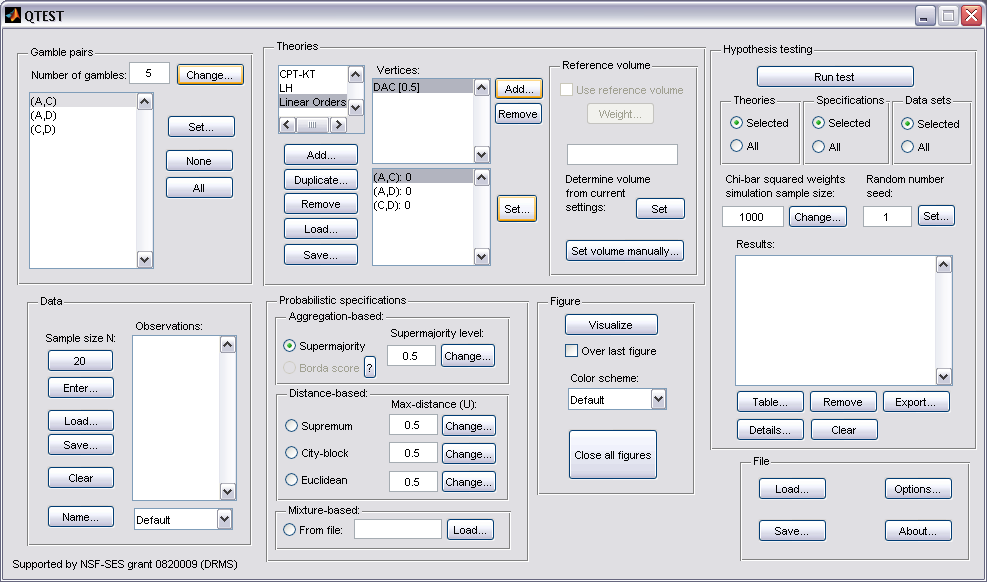 QTEST
Gamble pairs
Number of gambles: 5 Change...
(A,C)
(A,D)
(C,D)
Set...
None
All
Theories
CPT-KT
LH
Linear Orders
Add...
Duplicate...
Remove
Load...
Save...
Vertices:
DAC [0.5]
Add...
Remove
(A,C): 0
(A,D): 0
(C,D): 0
Set...
Reference volume
Use reference volume
Weight...
Determine volume
from current
settings:
Set
Set volume manually...
Hypothesis testing
Run test
Theories
Selected
All
Specifications
Selected
All
Data sets
Selected
All
Chi-bar squared weights
simulation sample size:
1000 Change...
Random number
seed:
1 Set...
Results:
Table... Remove Export...
Details... Clear
Data
Sample size N:
20
Enter...
Load...
Save...
Clear
Name...
Observations:
Default
Probabilistic specifications
Aggregation-based:
Supermajority
Borda score ?
Supermajority level:
0.5 Change...
Distance-based:
Max-distance (U):
Supremum 0.5 Change...
City-block 0.5 Change...
Euclidean 0.5 Change...
Mixture-based:
From file: Load...
Figure
Visualize
Over last figure
Color scheme:
Default
Close all figures
File
Load... Options...
Save... About...
Supported by NSF-SES grant 0820009 (DRMS)